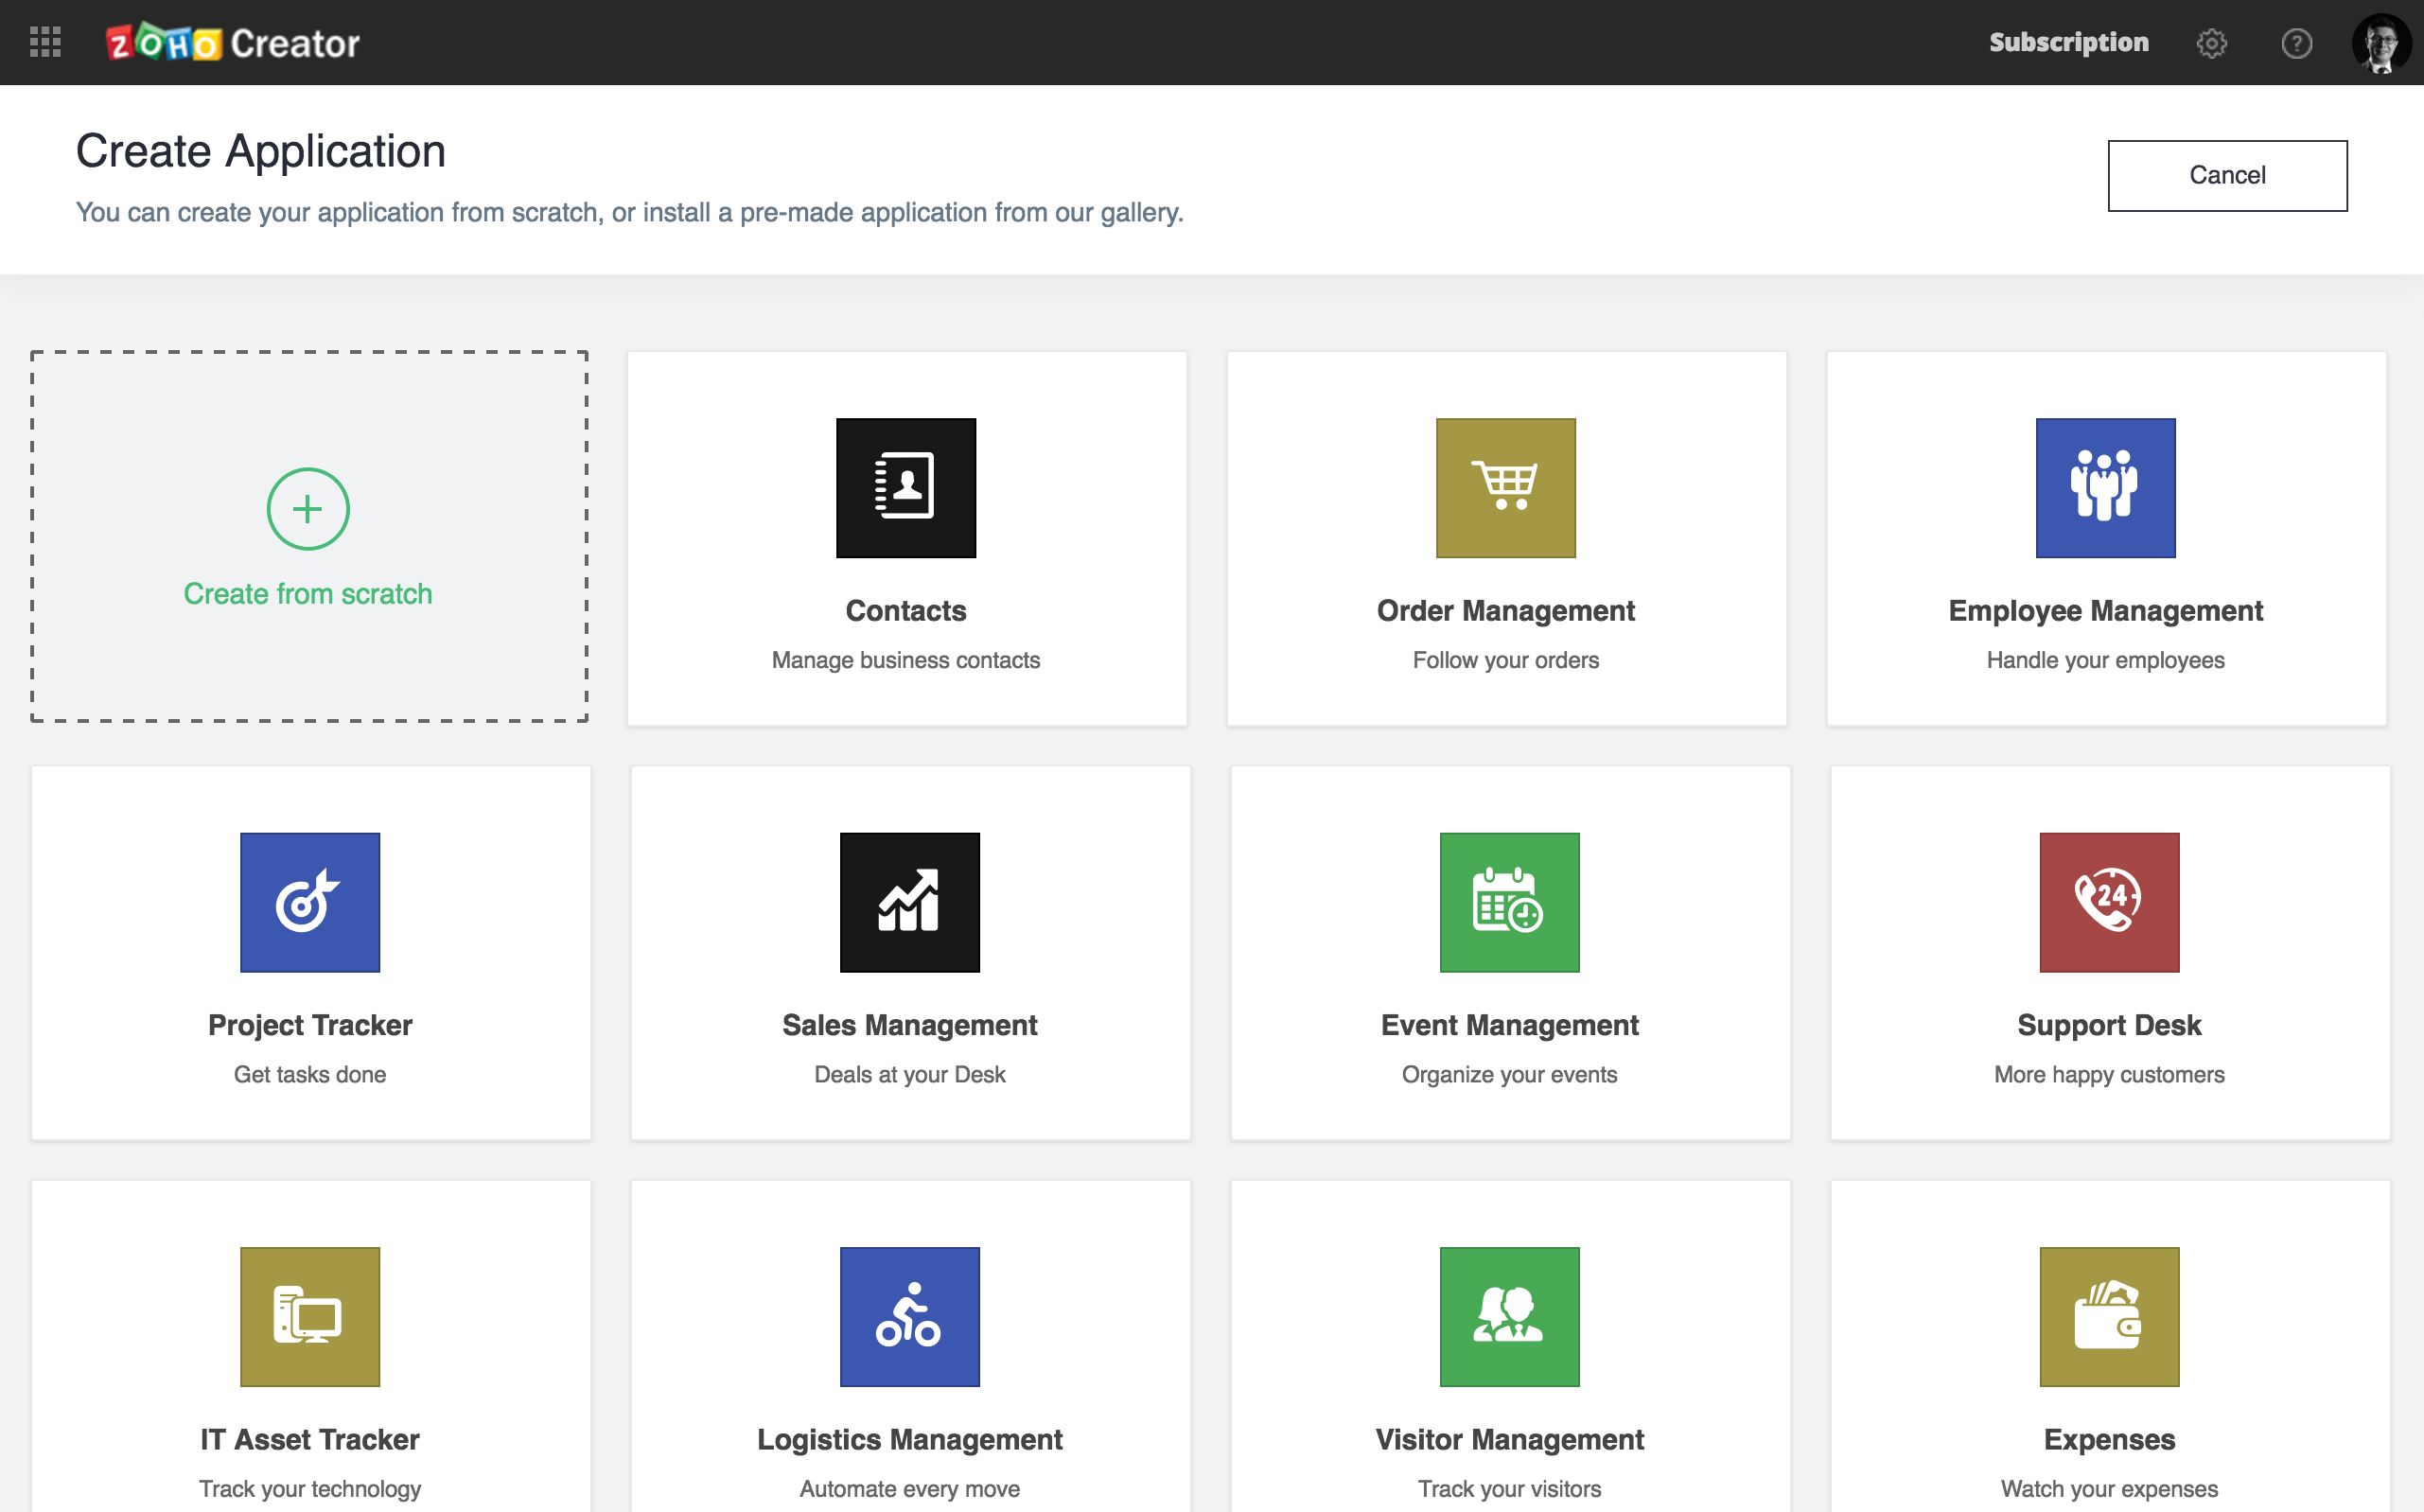 ZOHO Creator
Subscription
?
Create Application
Cancel
You can create your application from scratch, or install a pre-made application from our gallery.
Create from scratch
Contacts
Manage business contacts
Order Management
Follow your orders
Employee Management
Handle your employees
Project Tracker
Get tasks done
Sales Management
Deals at your Desk
Event Management
Organize your events
24
Support Desk
More happy customers
IT Asset Tracker
Track your technology
Logistics Management
Automate every move
Visitor Management
Track your visitors
Expenses
Watch your expenses